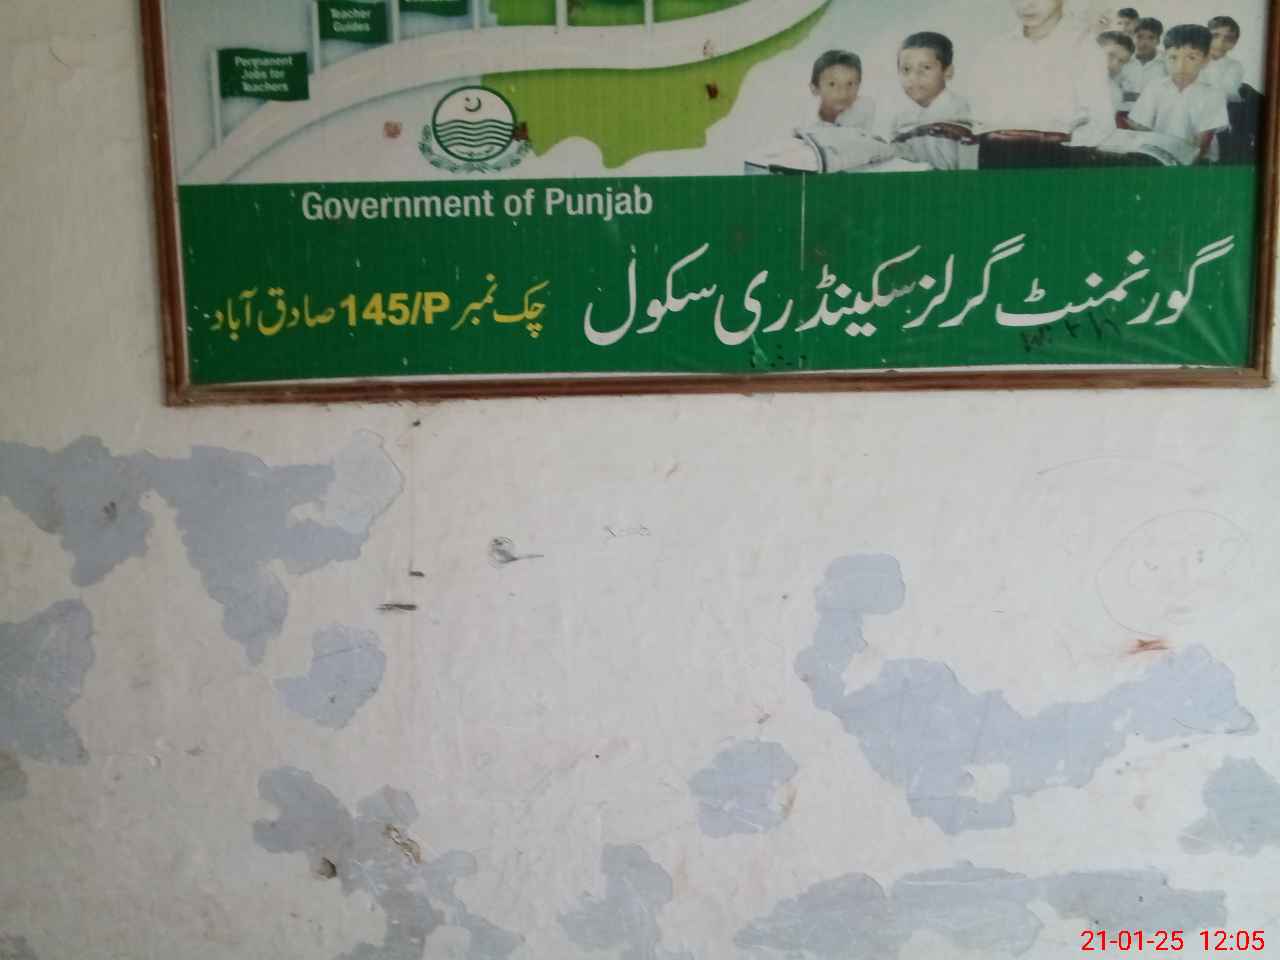 Teacher
Guides
Permanent
Jobs for
Teachers
Government of Punjab
گورنمنٹ گرلز سکینڈری سکول
چک نمبر 145/P صادق آباد
21-01-25 12:05